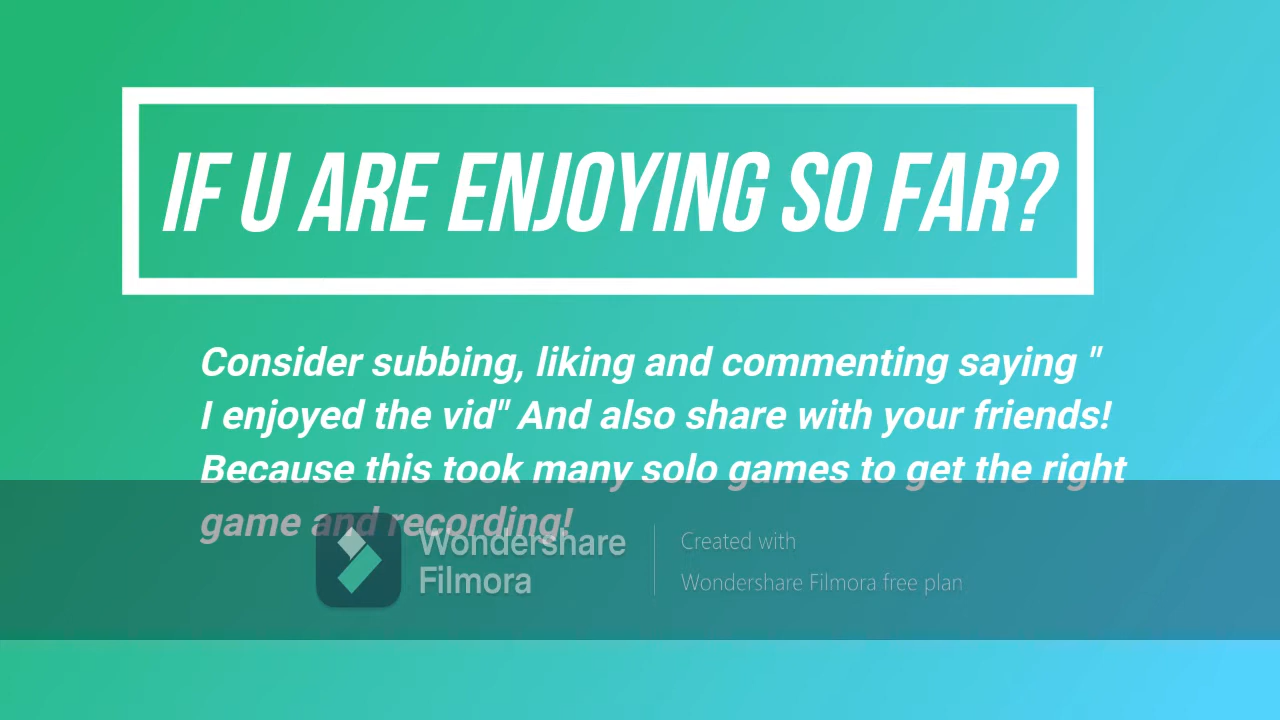 IF U ARE ENJOYING SO FAR?
Consider subbing, liking and commenting saying "
I enjoyed the vid" And also share with your friends!
Because this took many solo games to get the right
game and recording!
Wondershare
Filmora
Created with
Wondershare Filmora free plan